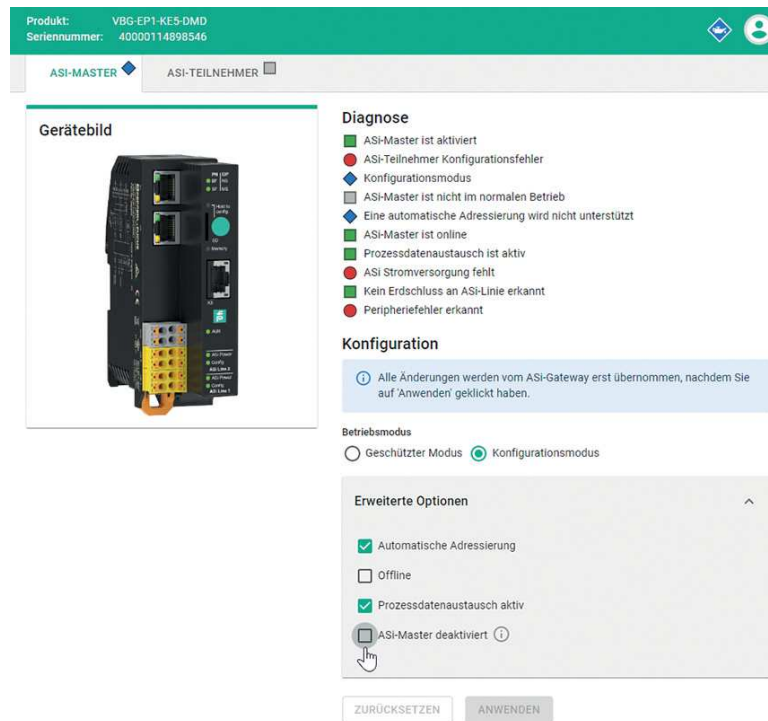 Produkt: VBG-EP1-KE5-DMD
Seriennummer: 40000114898546
ASI-MASTER
ASI-TEILNEHMER
Gerätebild
Diagnose
ASi-Master ist aktiviert
ASi-Teilnehmer Konfigurationsfehler
Konfigurationsmodus
ASi-Master ist nicht im normalen Betrieb
Eine automatische Adressierung wird nicht unterstützt
ASi-Master ist online
Prozessdatenaustausch ist aktiv
ASi Stromversorgung fehlt
Kein Erdschluss an ASi-Linie erkannt
Peripheriefehler erkannt
Konfiguration
Alle Änderungen werden vom ASi-Gateway erst übernommen, nachdem Sie
auf 'Anwenden' geklickt haben.
Betriebsmodus
Geschützter Modus
Konfigurationsmodus
Erweiterte Optionen
Automatische Adressierung
Offline
Prozessdatenaustausch aktiv
ASi-Master deaktiviert
ZURÜCKSETZEN
ANWENDEN